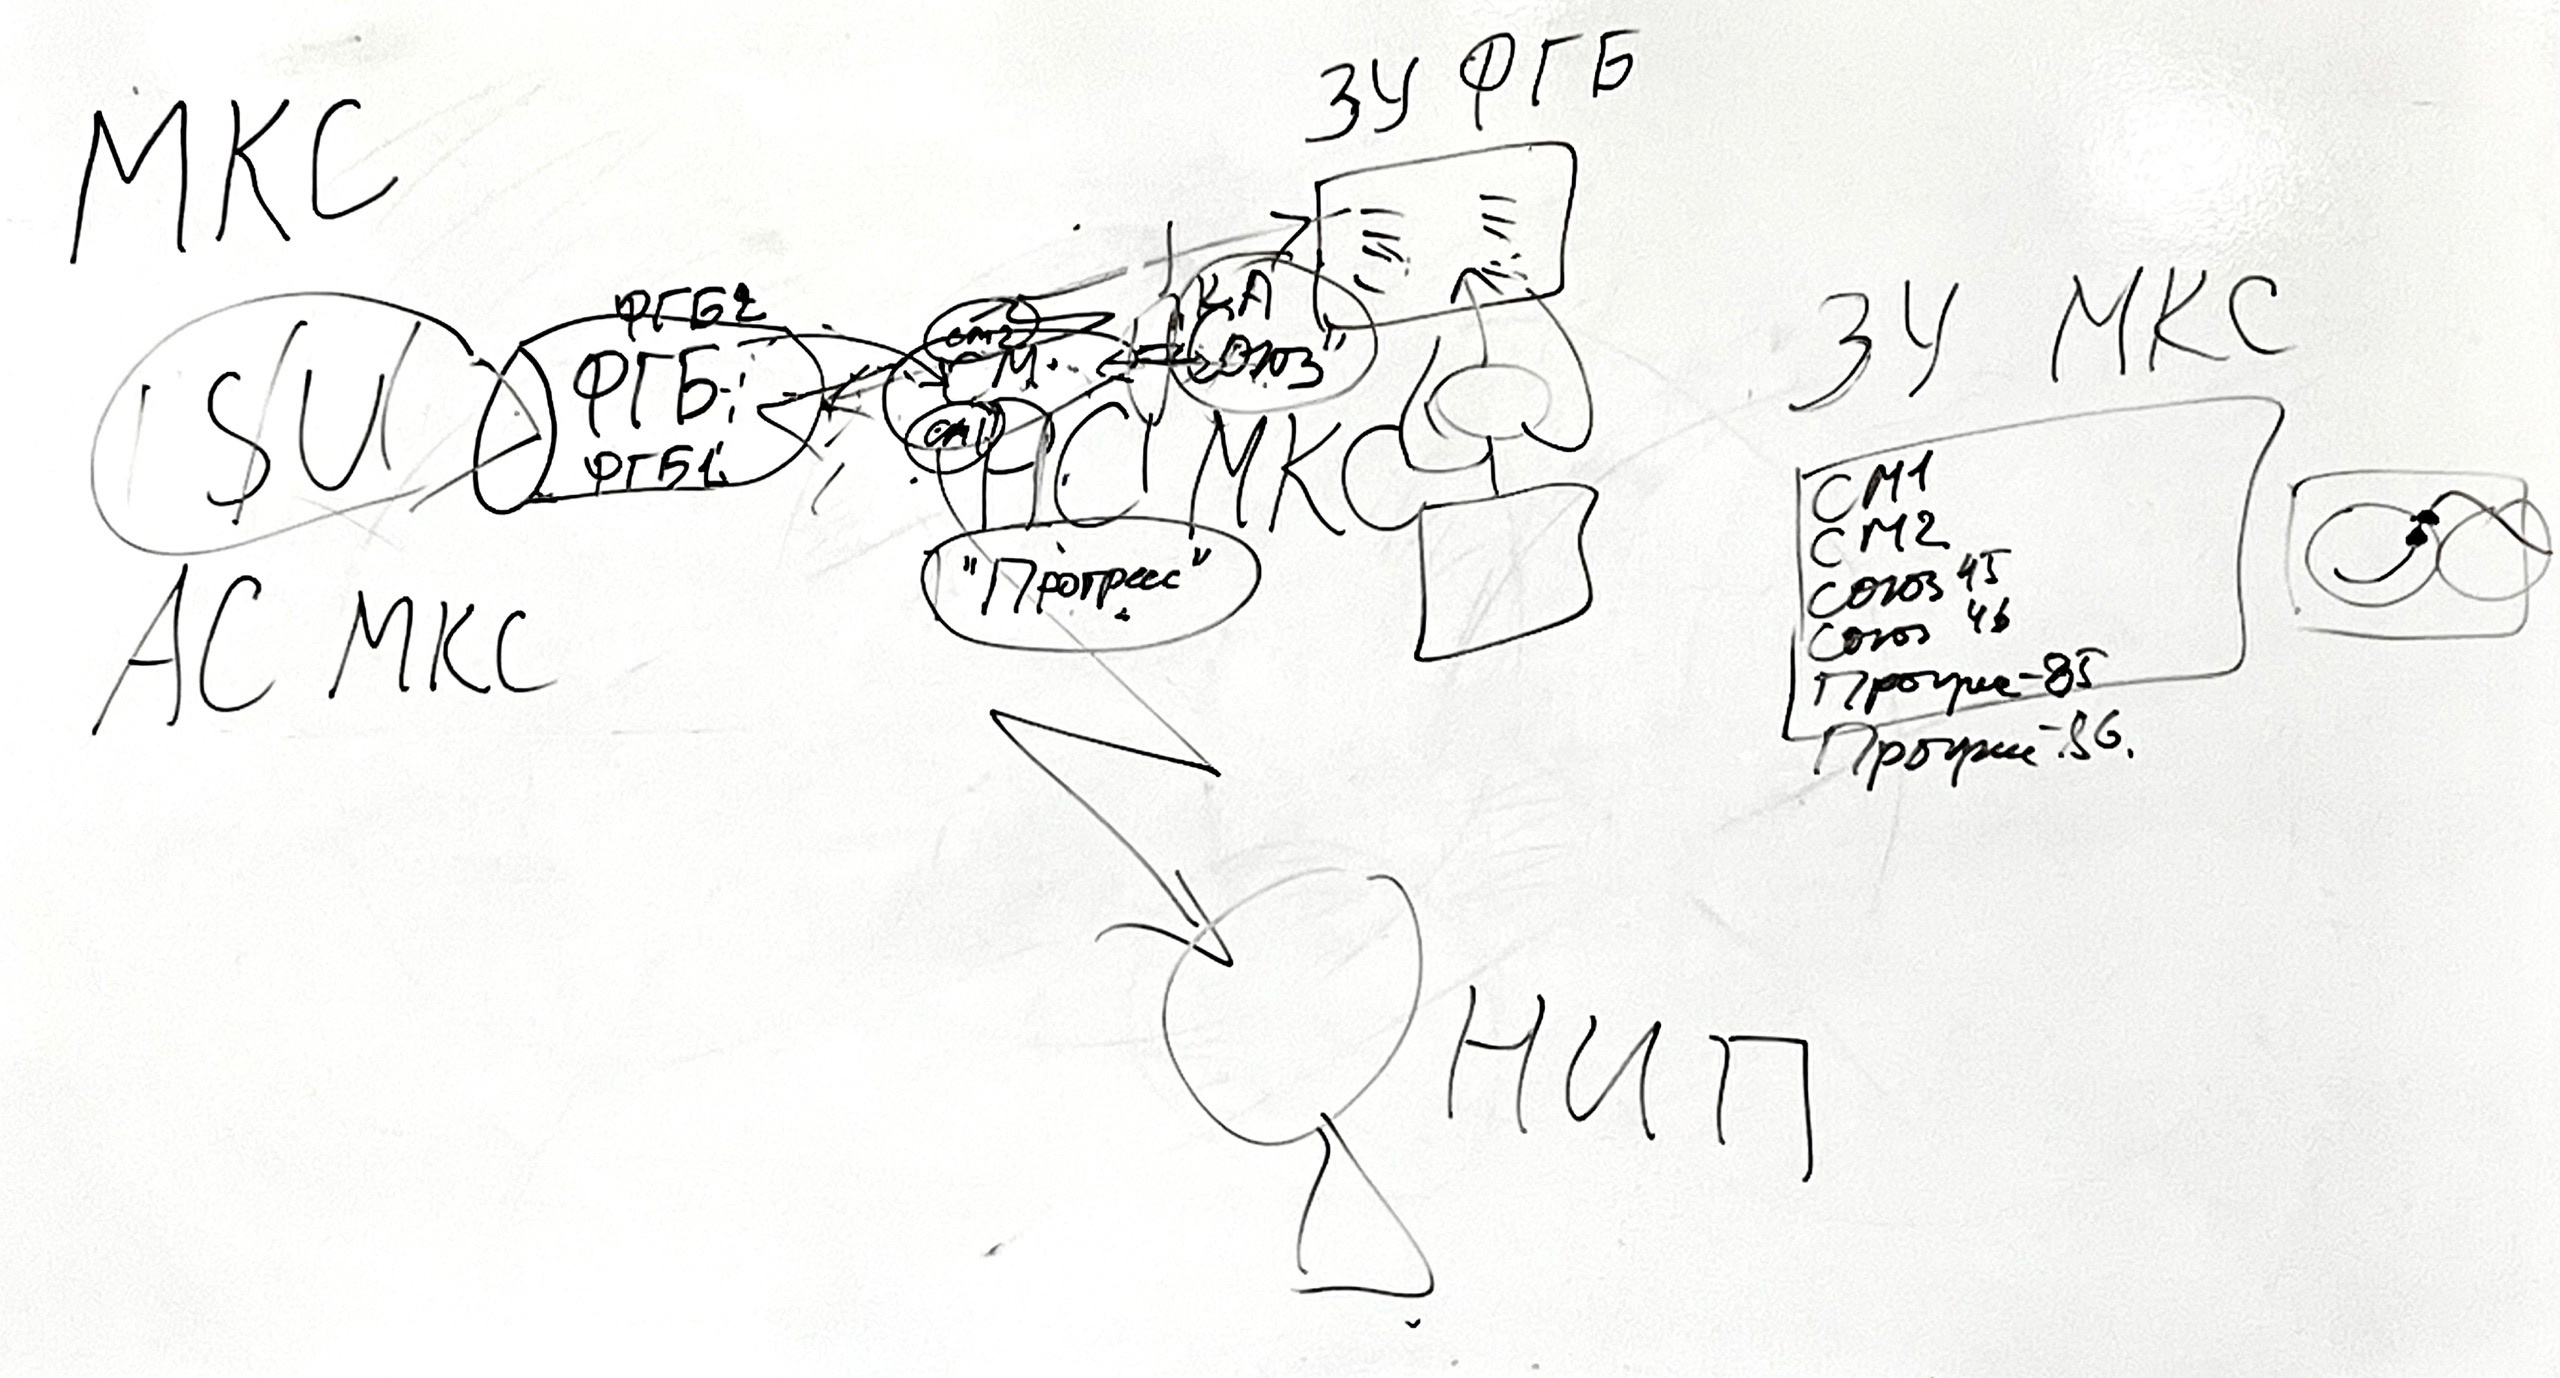 МКС
ЗУ ФГБ
ФГБ2
ФГБ
ФГБ1
SU
СМ2
СМ
СМ1
КА
"Союз"
РС МКС
"Прогресс"
АС МКС
ЗУ МКС
СМ1
СМ2
Союз 45
Союз 46
Прогресс-85
Прогресс-86.
НИП